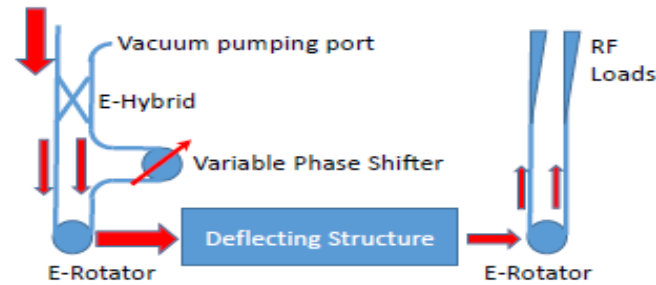 Vacuum pumping port
RF
Loads
E-Hybrid
Variable Phase Shifter
Deflecting Structure
E-Rotator
E-Rotator